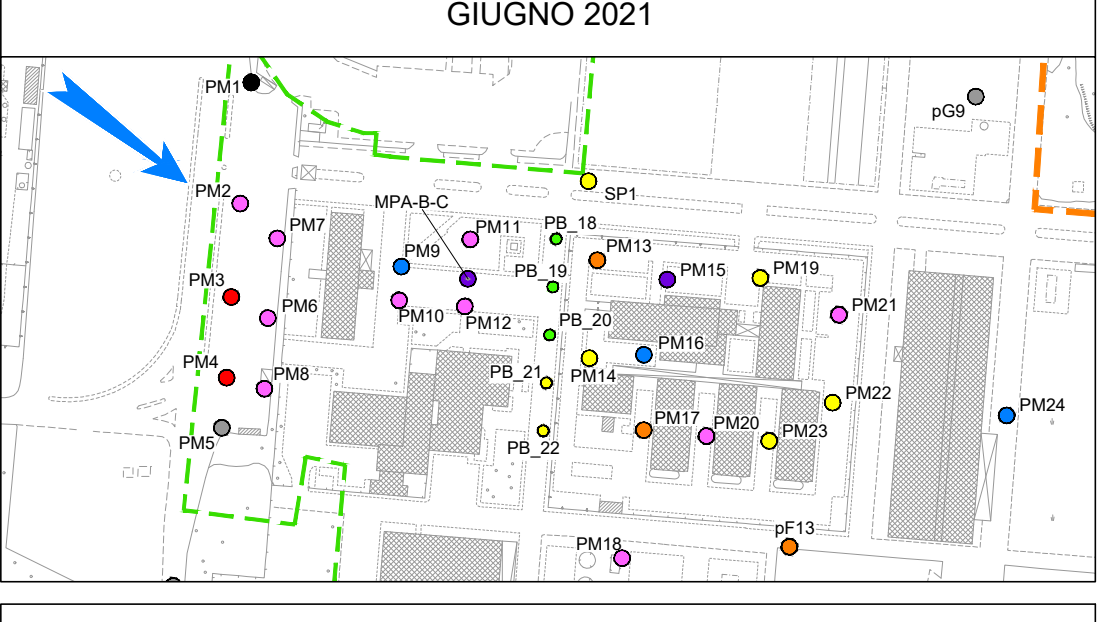 GIUGNO 2021
PM1
pG9
PM2
SP1
MPA-B-C
PM7
PM11
PB_18
PM9
PM13
PB_19
PM15
PM19
PM3
PM6
PM10
PM12
PB_20
PM21
PM16
PM4
PM8
PB_21
PM14
PM22
PM24
PM5
PB_22
PM17
PM20
PM23
pF13
PM18